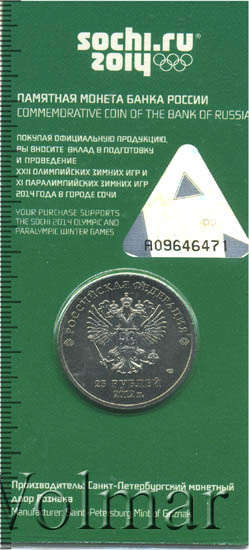 sochi.ru
2014
ПАМЯТНАЯ МОНЕТА БАНКА РОССИИ
COMMEMORATIVE COIN OF THE BANK OF RUSSIA
ПОКУПАЯ ОФИЦИАЛЬНУЮ ПРОДУКЦИЮ,
ВЫ ВНОСИТЕ ВКЛАД В ПОДГОТОВКУ
И ПРОВЕДЕНИЕ
XXII ОЛИМПИЙСКИХ ЗИМНИХ ИГР И
XI ПАРАЛИМПИЙСКИХ ЗИМНИХ ИГР
2014 ГОДА В ГОРОДЕ СОЧИ
YOUR PURCHASE SUPPORTS
THE SOCHI 2014 OLYMPIC AND
PARALYMPIC WINTER GAMES
A09646471
РОССИЙСКАЯ ФЕДЕРАЦИЯ
25 РУБЛЕЙ
2012 г.
Производитель: Санкт-Петербургский монетный
двор Гознака
Manufacturer: Saint-Petersburg Mint of Goznak
Volmar